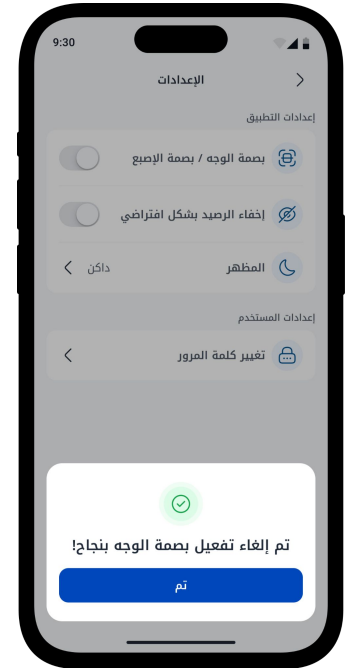 9:30
الإعدادات
إعدادات التطبيق
بصمة الوجه / بصمة الإصبع
إخفاء الرصيد بشكل افتراضي
المظهر
داكن
إعدادات المستخدم
تغيير كلمة المرور
تم إلغاء تفعيل بصمة الوجه بنجاح!
تم